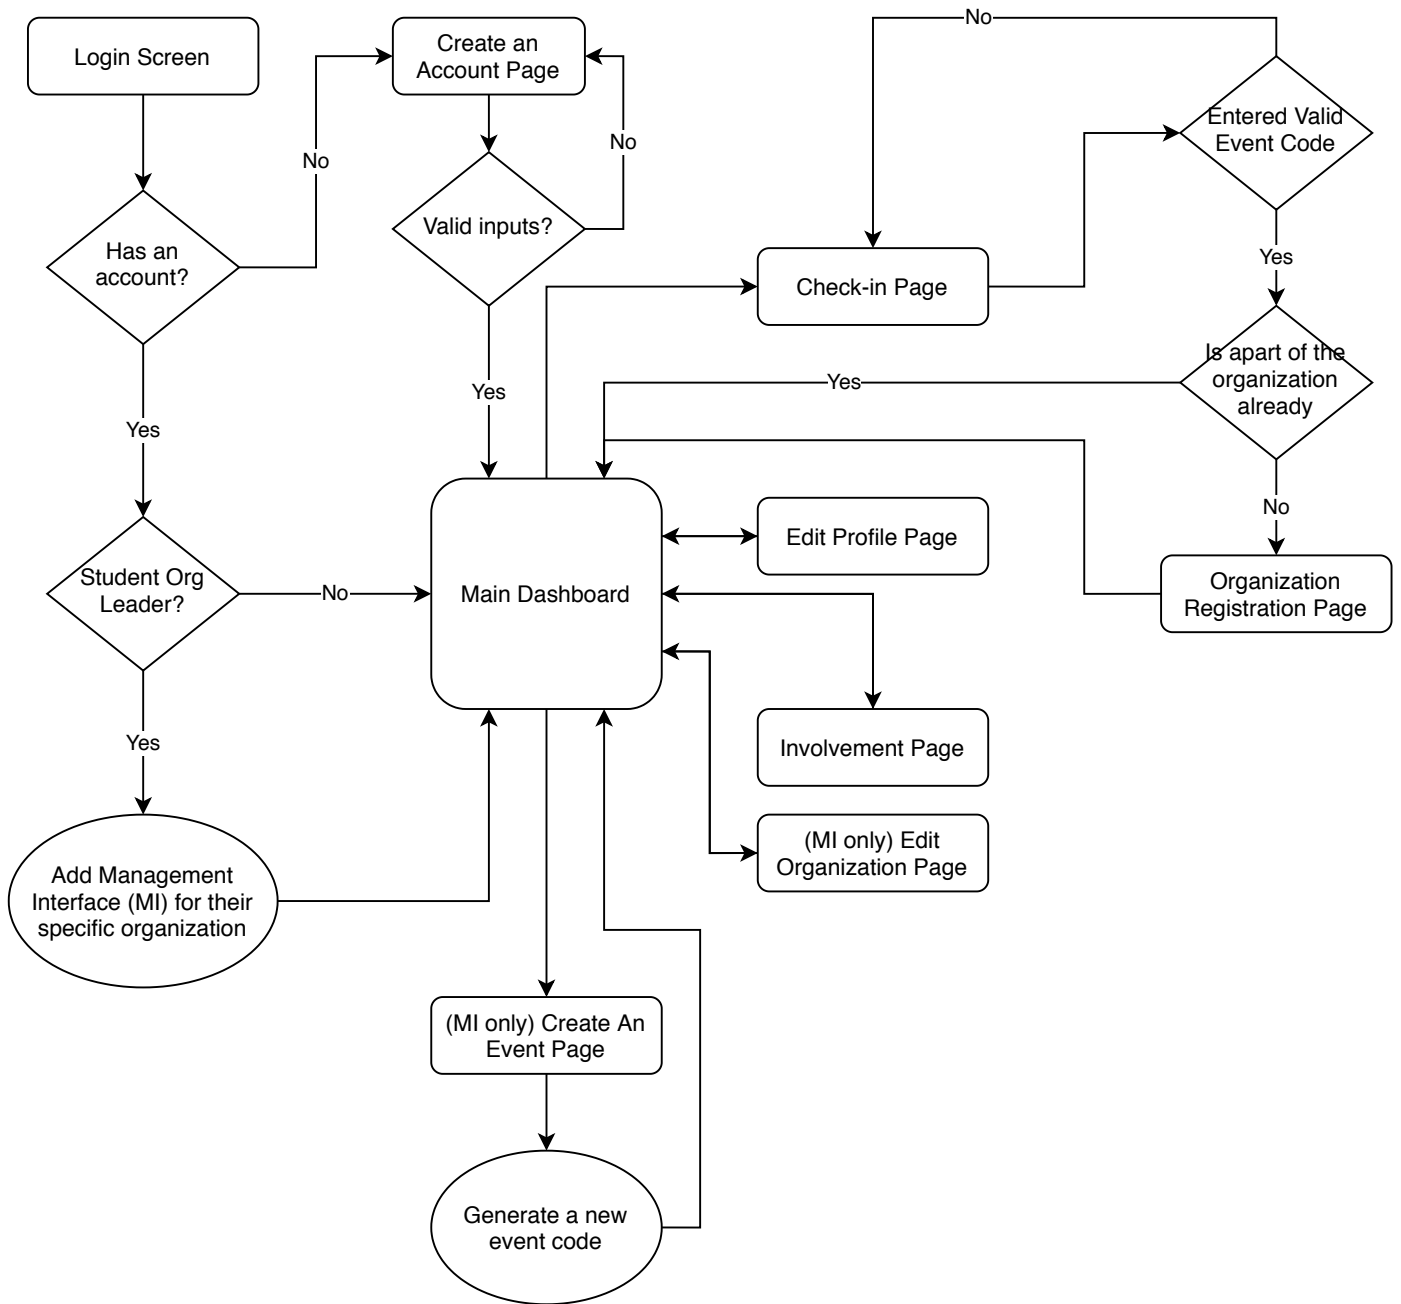 Login Screen
Create an
Account Page
No
Entered Valid
Event Code
No
No
Valid inputs?
Has an
account?
Yes
Check-in Page
Is apart of the
organization
already
Yes
Yes
Yes
No
Edit Profile Page
Student Org
Leader?
No
Main Dashboard
Organization
Registration Page
Yes
Involvement Page
(MI only) Edit
Organization Page
Add Management
Interface (MI) for their
specific organization
(MI only) Create An
Event Page
Generate a new
event code